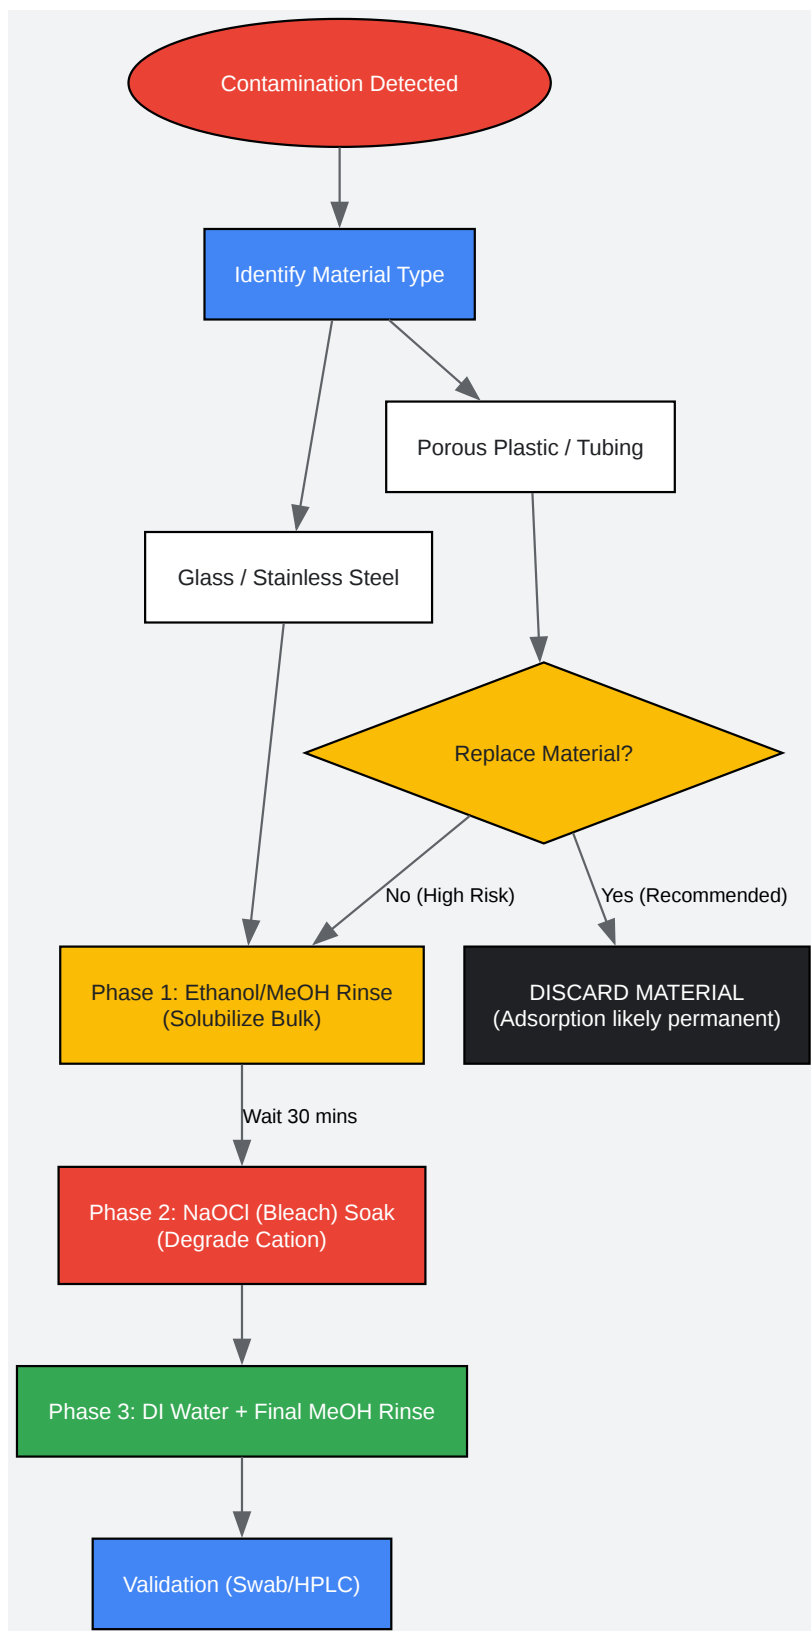 Contamination Detected
Identify Material Type
Porous Plastic / Tubing
Glass / Stainless Steel
Replace Material?
No (High Risk)
Yes (Recommended)
Phase 1: Ethanol/MeOH Rinse
(Solubilize Bulk)
DISCARD MATERIAL
(Adsorption likely permanent)
Wait 30 mins
Phase 2: NaOCl (Bleach) Soak
(Degrade Cation)
Phase 3: DI Water + Final MeOH Rinse
Validation (Swab/HPLC)